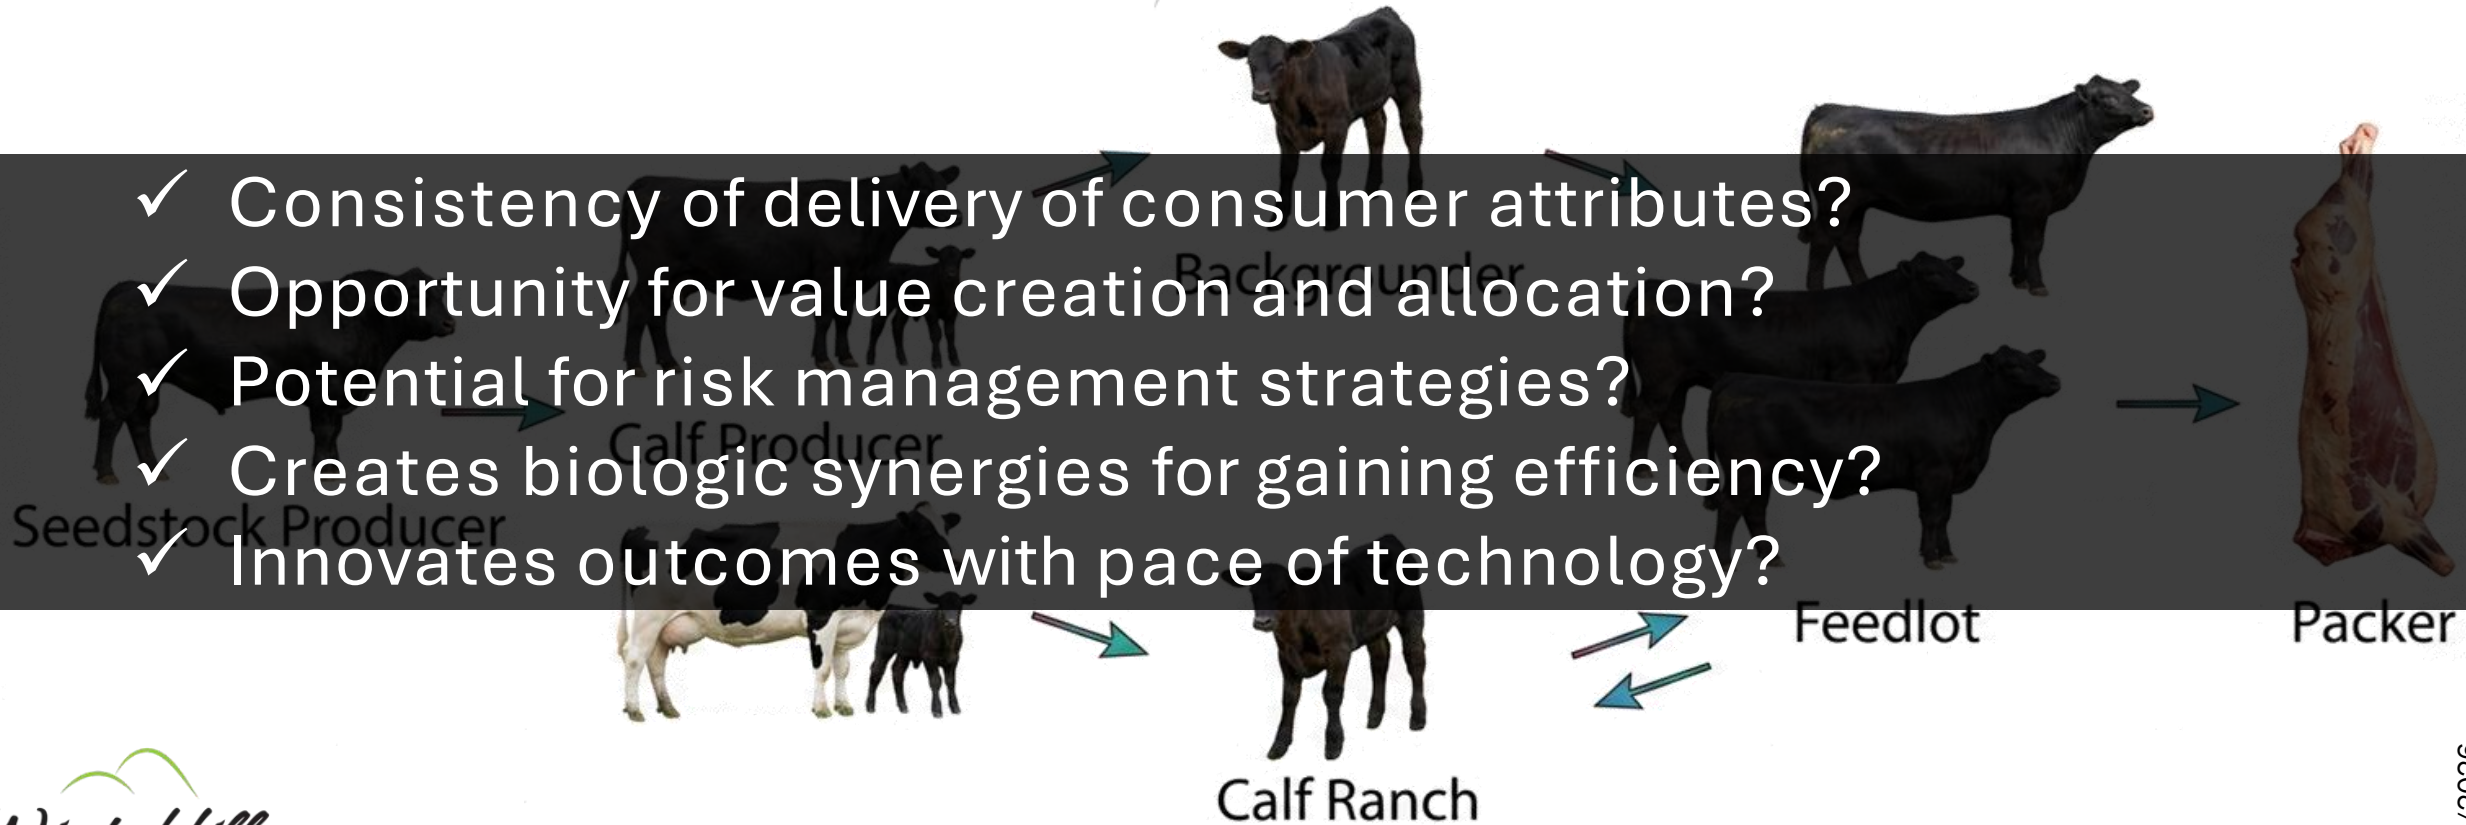 ✓ Consistency of delivery of consumer attributes?
Backgrounder
✓ Opportunity for value creation and allocation?
✓ Potential for risk management strategies?
Calf Producer
✓ Creates biologic synergies for gaining efficiency?
Seedstock Producer
✓ Innovates outcomes with pace of technology?
Feedlot
Packer
Calf Ranch